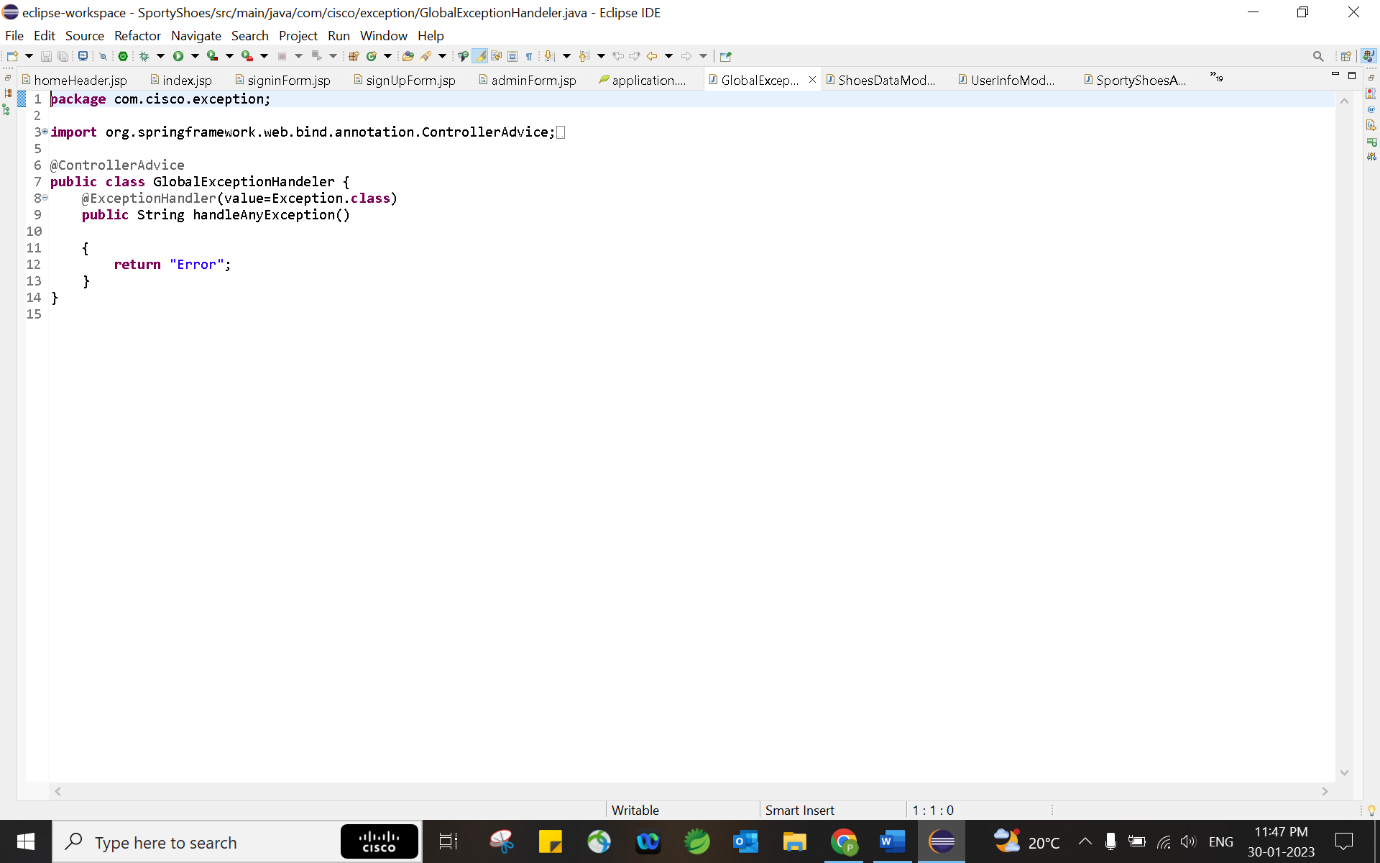 eclipse-workspace - SportyShoes/src/main/java/com/cisco/exception/GlobalExceptionHandeler.java - Eclipse IDE
File Edit Source Refactor Navigate Search Project Run Window Help
homeHeader.jsp index.jsp signinForm.jsp signUpForm.jsp adminForm.jsp application.... GlobalExcep... ShoesDataMod... UserInfoMod... SportyShoesA... »19
1 package com.cisco.exception;
2
3 import org.springframework.web.bind.annotation.ControllerAdvice;
5
6 @ControllerAdvice
7 public class GlobalExceptionHandeler {
8 @ExceptionHandler(value=Exception.class)
9 public String handleAnyException()
10
11 {
12 return "Error";
13 }
14 }
15
Writable Smart Insert 1 : 1 : 0
Type here to search
cisco
20°C ENG 11:47 PM
30-01-2023